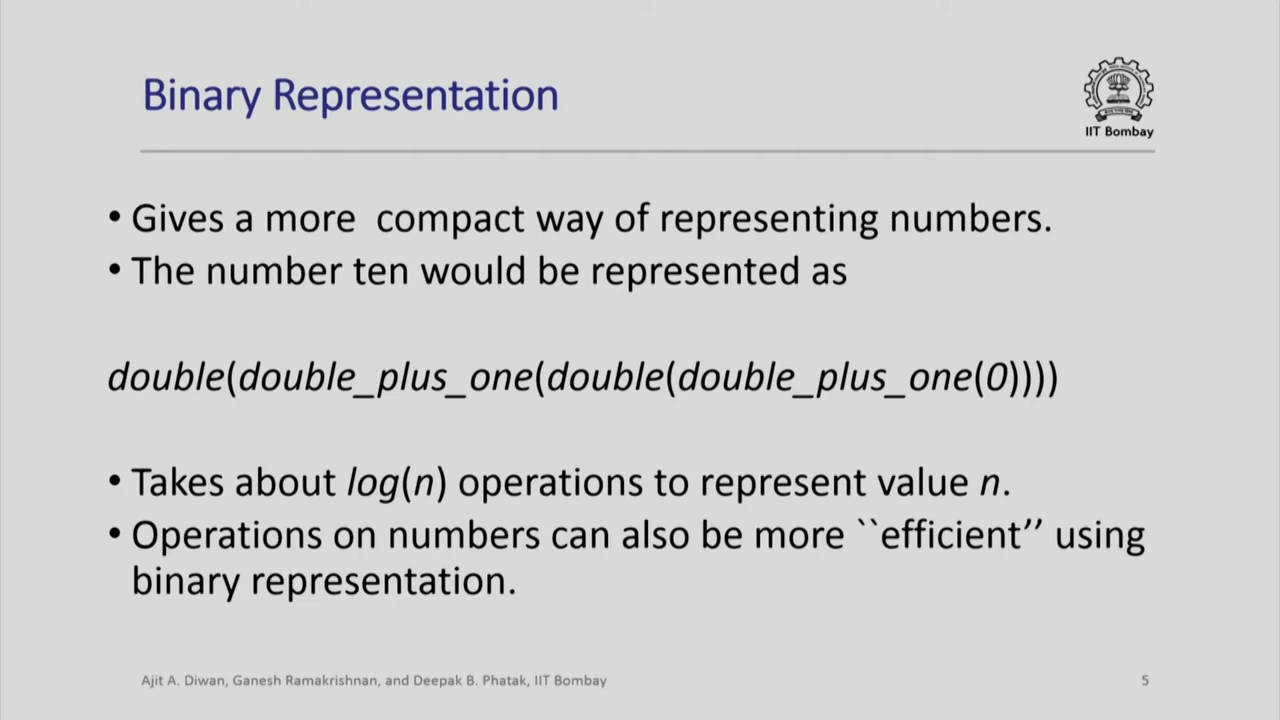 Binary Representation
IIT Bombay
• Gives a more  compact way of representing numbers.
• The number ten would be represented as
double(double_plus_one(double(double_plus_one(0))))
• Takes about log(n) operations to represent value n.
• Operations on numbers can also be more ``efficient’’ using
binary representation.
Ajit A. Diwan, Ganesh Ramakrishnan, and Deepak B. Phatak, IIT Bombay
5